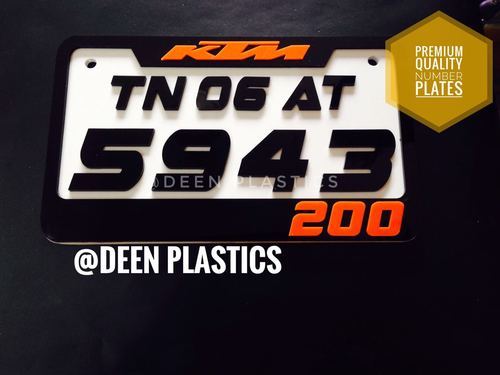 KTM
PREMIUM
QUALITY
NUMBER
PLATES
TN 06 AT
5943
@DEEN PLASTICS
200
@DEEN PLASTICS